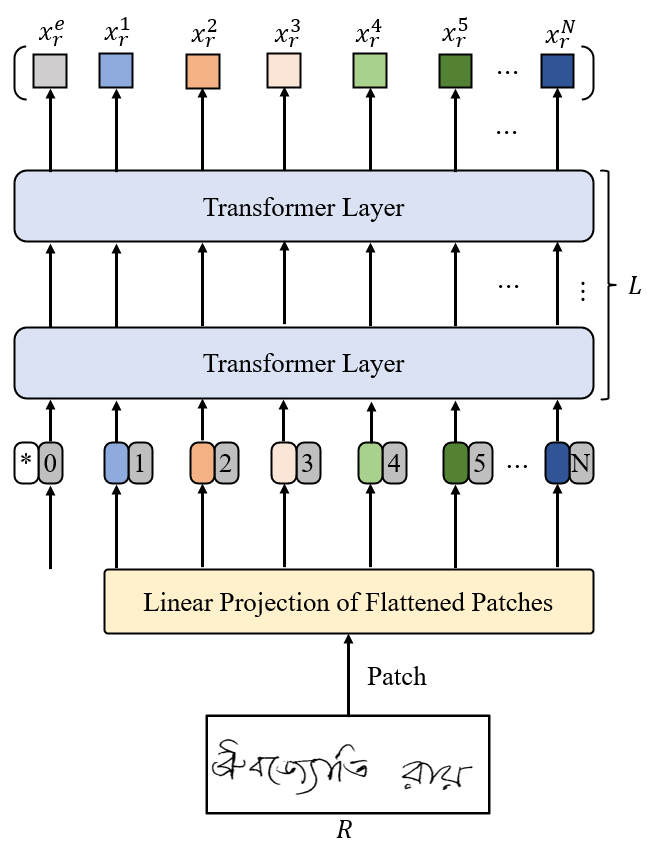 x_r^e x_r^1 x_r^2 x_r^3 x_r^4 x_r^5 x_r^N
...
...
Transformer Layer
... ⋮ L
Transformer Layer
* 0 1 2 3 4 5 ... N
Linear Projection of Flattened Patches
Patch
ধ্রুবজ্যোতি রায়
R